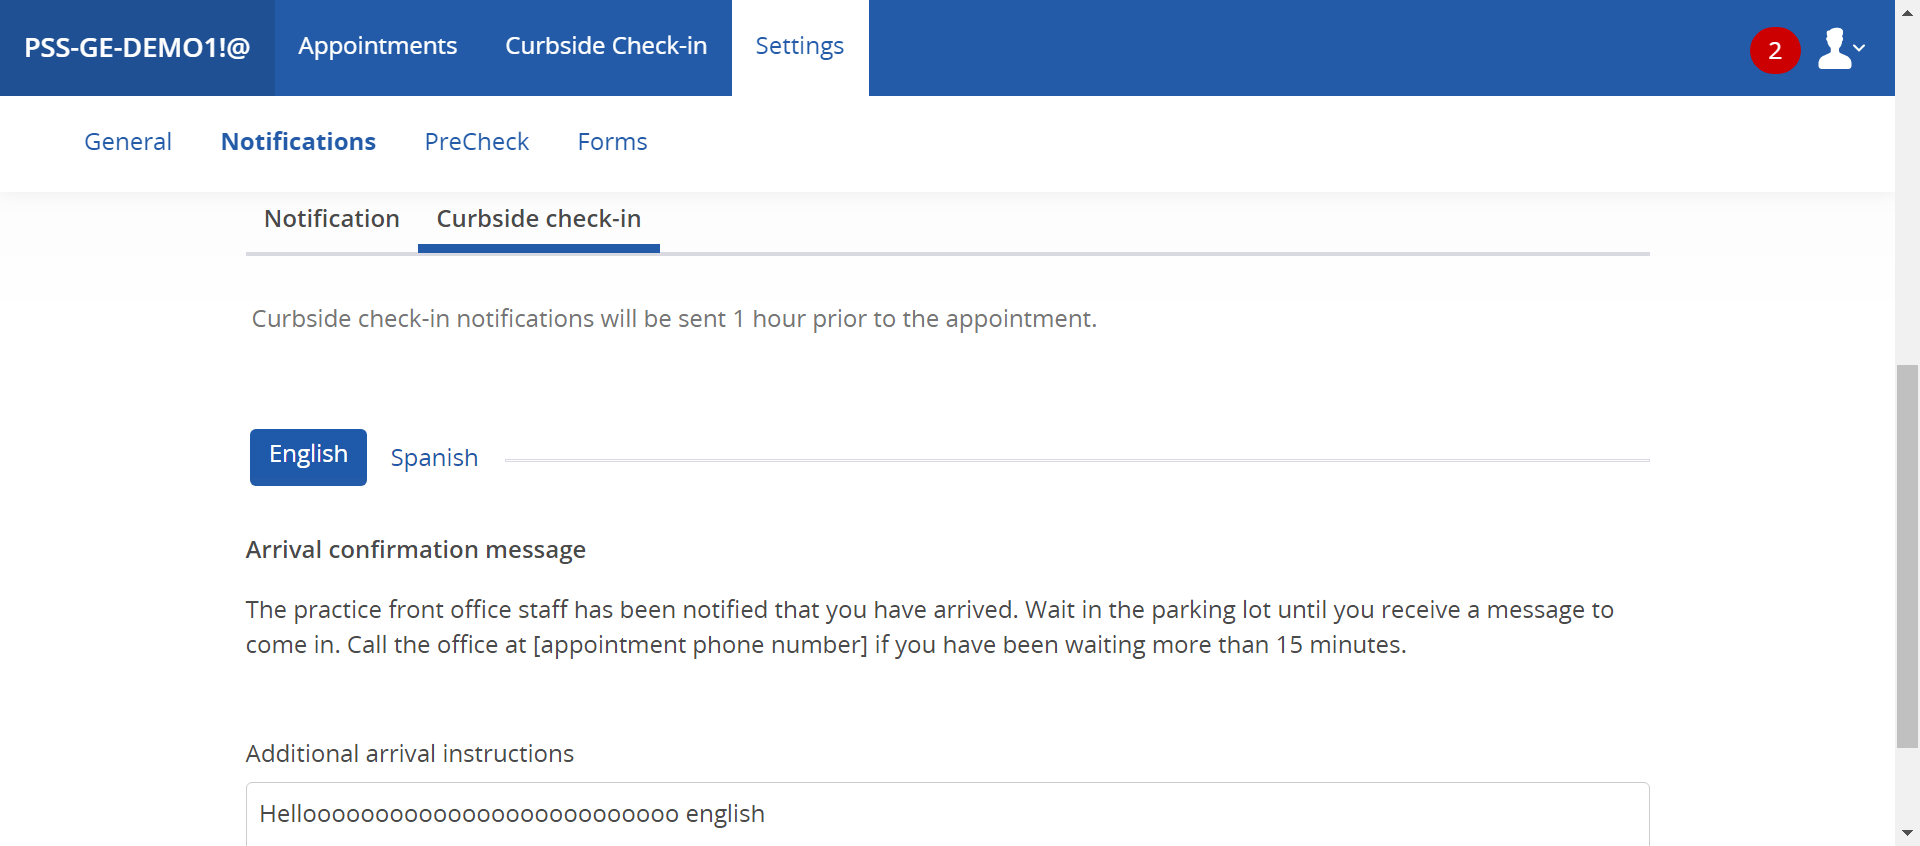 PSS-GE-DEMO1!@ Appointments Curbside Check-in Settings 2
General Notifications PreCheck Forms
Notification Curbside check-in
Curbside check-in notifications will be sent 1 hour prior to the appointment.
English Spanish
Arrival confirmation message
The practice front office staff has been notified that you have arrived. Wait in the parking lot until you receive a message to
come in. Call the office at [appointment phone number] if you have been waiting more than 15 minutes.
Additional arrival instructions
Helloooooooooooooooooooooooooo english